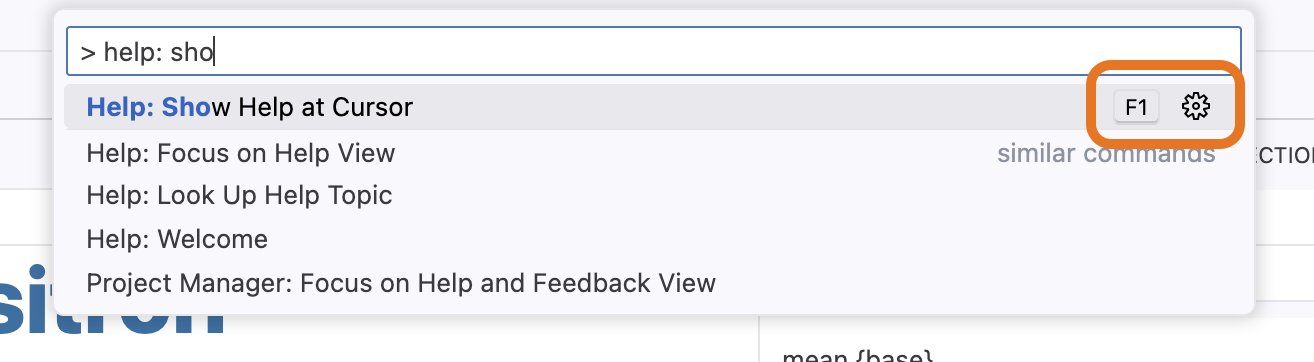 > help: sho
Help: Show Help at Cursor F1
Help: Focus on Help View similar commands
ECTION
Help: Look Up Help Topic
Help: Welcome
Project Manager: Focus on Help and Feedback View
sitron
mean {base}